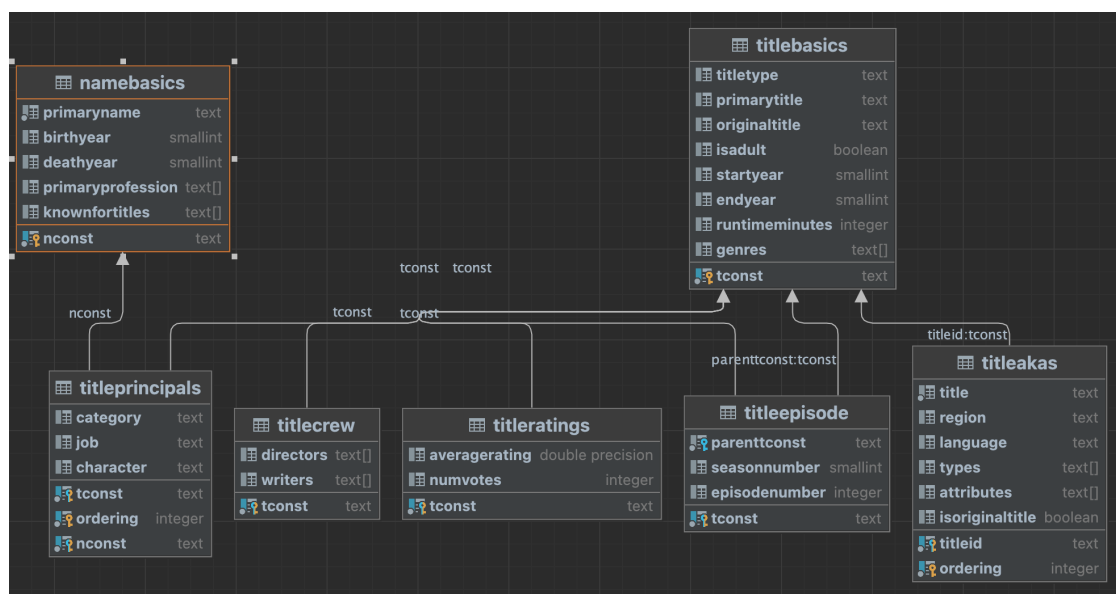 namebasics
primaryname text
birthyear smallint
deathyear smallint
primaryprofession text[]
knownfortitles text[]
nconst text
titlebasics
titletype text
primarytitle text
originaltitle text
isadult boolean
startyear smallint
endyear smallint
runtimeminutes integer
genres text[]
tconst text
tconst tconst
nconst
tconst
tconst
parenttconst:tconst
titleid:tconst
titleprincipals
category text
job text
character text
tconst text
ordering integer
nconst text
titlecrew
directors text[]
writers text[]
tconst text
titleratings
averagerating double precision
numvotes integer
tconst text
titleepisode
parenttconst text
seasonnumber smallint
episodenumber integer
tconst text
titleakas
title text
region text
language text
types text[]
attributes text[]
isoriginaltitle boolean
titleid text
ordering integer